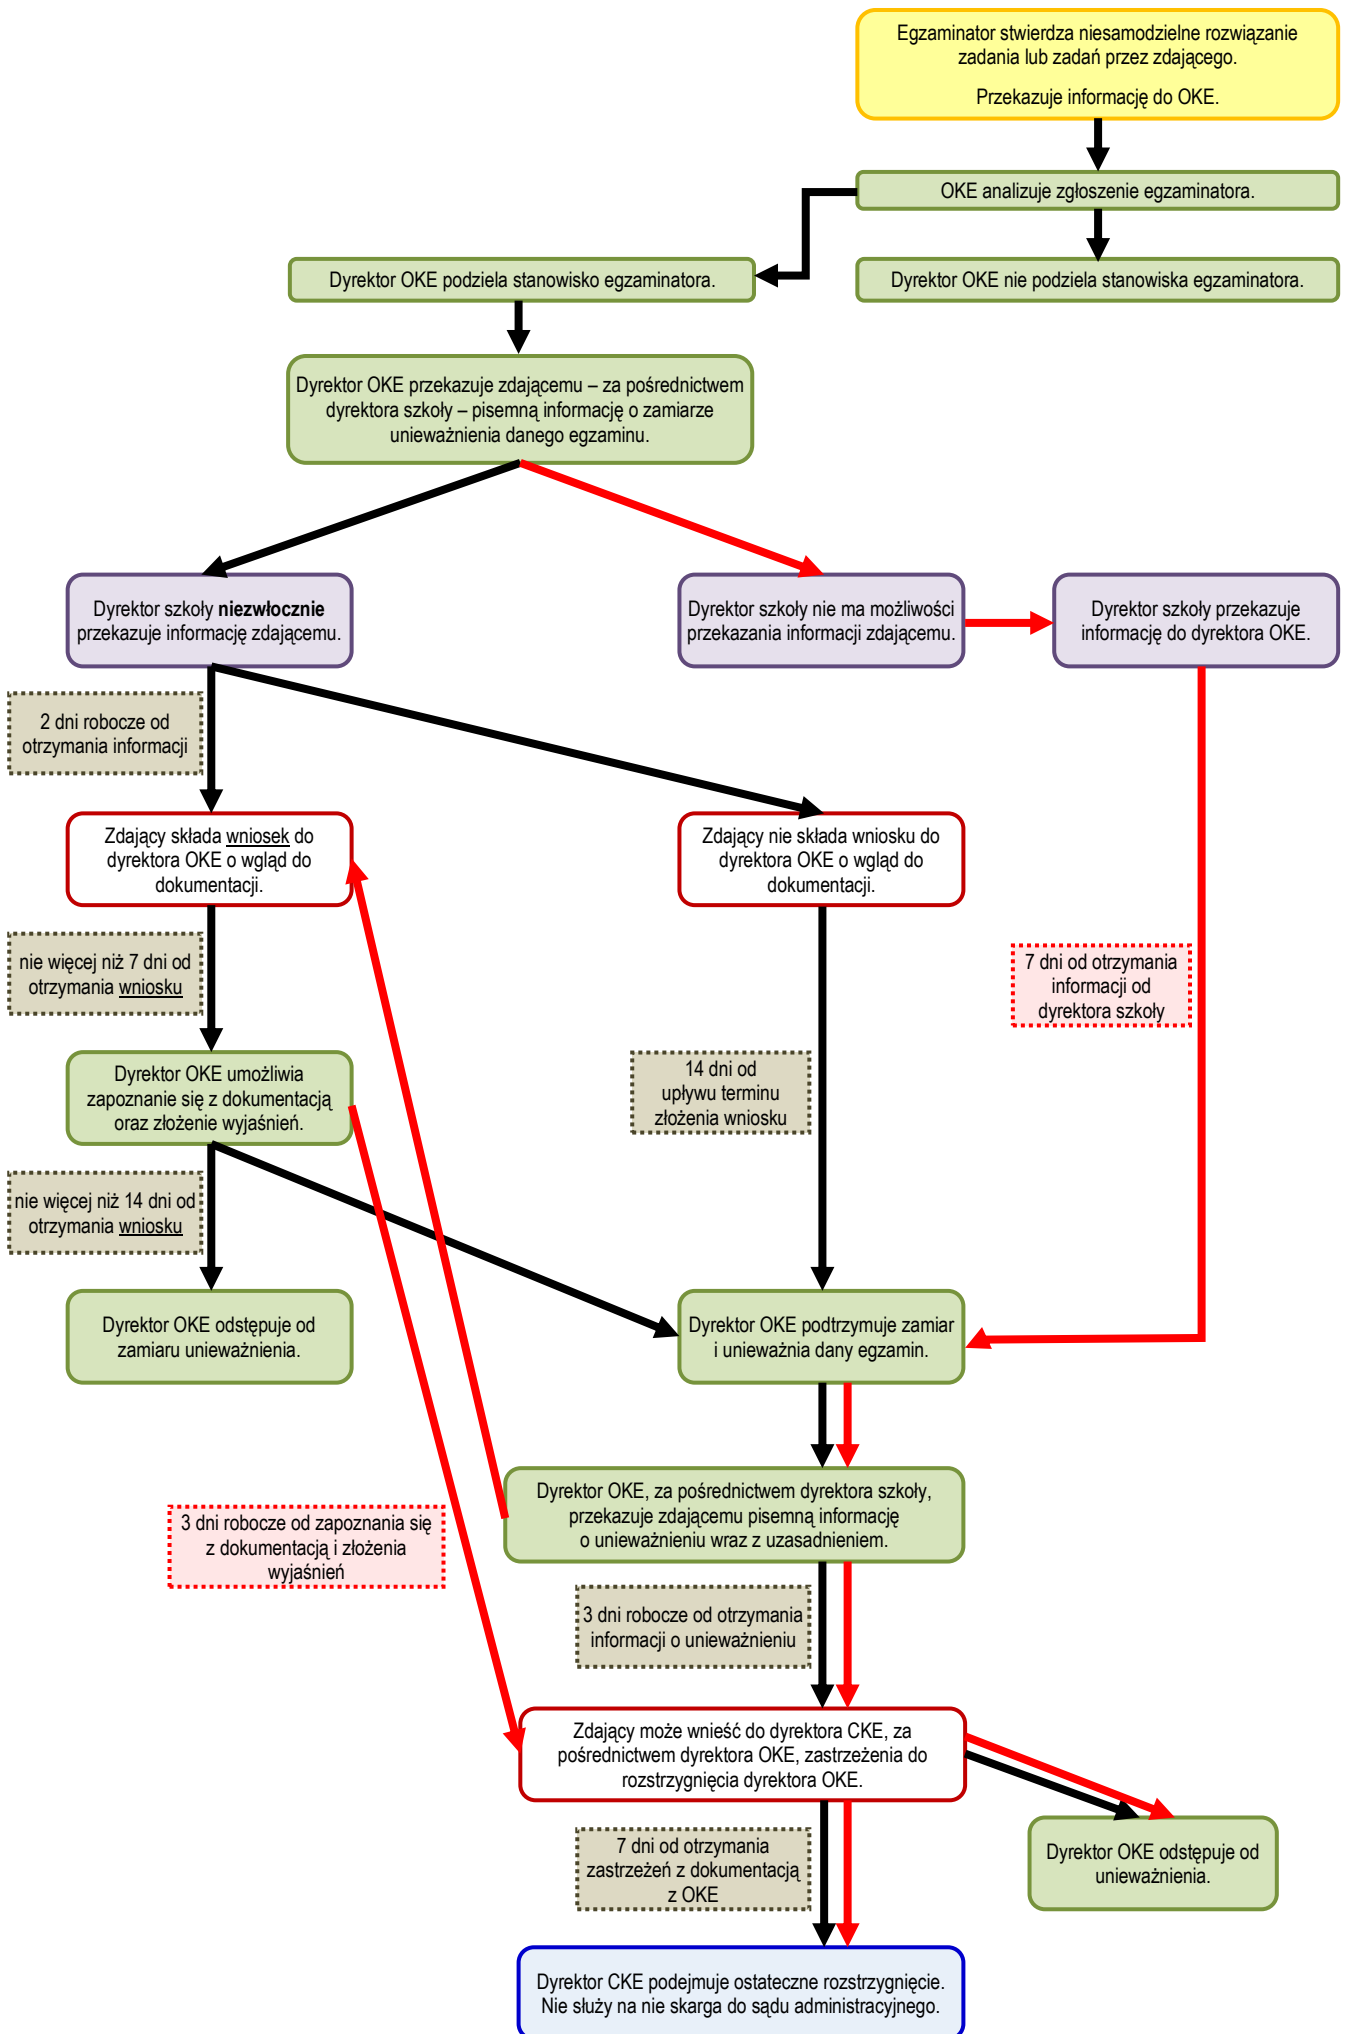 Egzaminator stwierdza niesamodzielne rozwiązanie
zadania lub zadań przez zdającego.
Przekazuje informację do OKE.
OKE analizuje zgłoszenie egzaminatora.
Dyrektor OKE podziela stanowisko egzaminatora.
Dyrektor OKE nie podziela stanowiska egzaminatora.
Dyrektor OKE przekazuje zdającemu – za pośrednictwem
dyrektora szkoły – pisemną informację o zamiarze
unieważnienia danego egzaminu.
Dyrektor szkoły niezwłocznie
przekazuje informację zdającemu.
Dyrektor szkoły nie ma możliwości
przekazania informacji zdającemu.
Dyrektor szkoły przekazuje
informację do dyrektora OKE.
2 dni robocze od
otrzymania informacji
Zdający składa wniosek do
dyrektora OKE o wgląd do
dokumentacji.
Zdający nie składa wniosku do
dyrektora OKE o wgląd do
dokumentacji.
nie więcej niż 7 dni od
otrzymania wniosku
7 dni od otrzymania
informacji od
dyrektora szkoły
Dyrektor OKE umożliwia
zapoznanie się z dokumentacją
oraz złożenie wyjaśnień.
14 dni od
upływu terminu
złożenia wniosku
nie więcej niż 14 dni od
otrzymania wniosku
Dyrektor OKE odstępuje od
zamiaru unieważnienia.
Dyrektor OKE podtrzymuje zamiar
i unieważnia dany egzamin.
Dyrektor OKE, za pośrednictwem dyrektora szkoły,
przekazuje zdającemu pisemną informację
o unieważnieniu wraz z uzasadnieniem.
3 dni robocze od zapoznania się
z dokumentacją i złożenia
wyjaśnień
3 dni robocze od otrzymania
informacji o unieważnieniu
Zdający może wnieść do dyrektora CKE, za
pośrednictwem dyrektora OKE, zastrzeżenia do
rozstrzygnięcia dyrektora OKE.
7 dni od otrzymania
zastrzeżeń z dokumentacją
z OKE
Dyrektor OKE odstępuje od
unieważnienia.
Dyrektor CKE podejmuje ostateczne rozstrzygnięcie.
Nie służy na nie skarga do sądu administracyjnego.